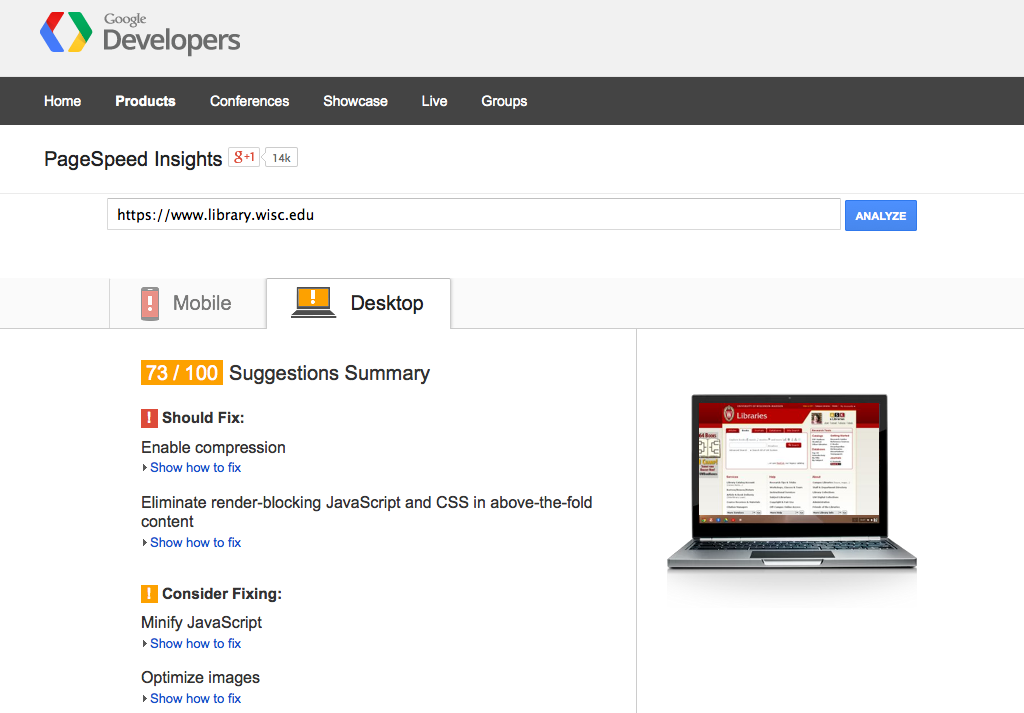 Google
Developers
Home Products Conferences Showcase Live Groups
PageSpeed Insights g+1 14k
https://www.library.wisc.edu ANALYZE
Mobile Desktop
73 / 100 Suggestions Summary
! Should Fix:
Enable compression
Show how to fix
Eliminate render-blocking JavaScript and CSS in above-the-fold
content
Show how to fix
! Consider Fixing:
Minify JavaScript
Show how to fix
Optimize images
Show how to fix
Libraries